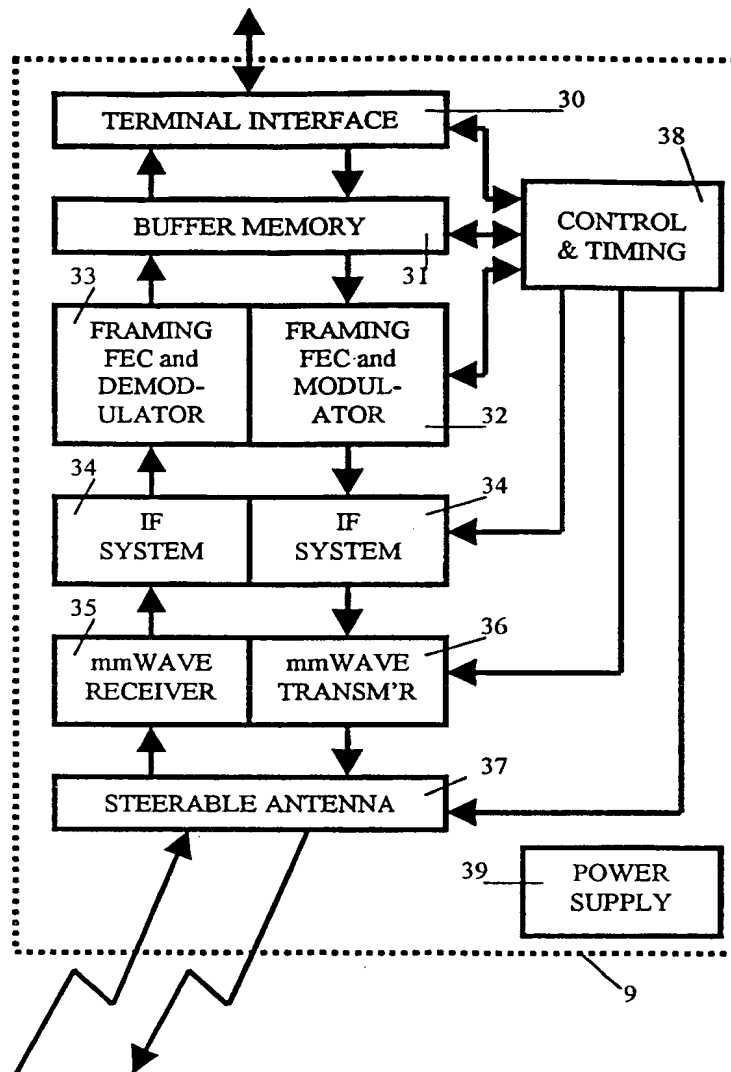 30
TERMINAL INTERFACE
38
BUFFER MEMORY
CONTROL
& TIMING
31
33
FRAMING
FEC and
DEMOD-
ULATOR
FRAMING
FEC and
MODUL-
ATOR
32
34
34
IF
SYSTEM
IF
SYSTEM
35
36
mmWAVE
RECEIVER
mmWAVE
TRANSM'R
37
STEERABLE ANTENNA
39
POWER
SUPPLY
9